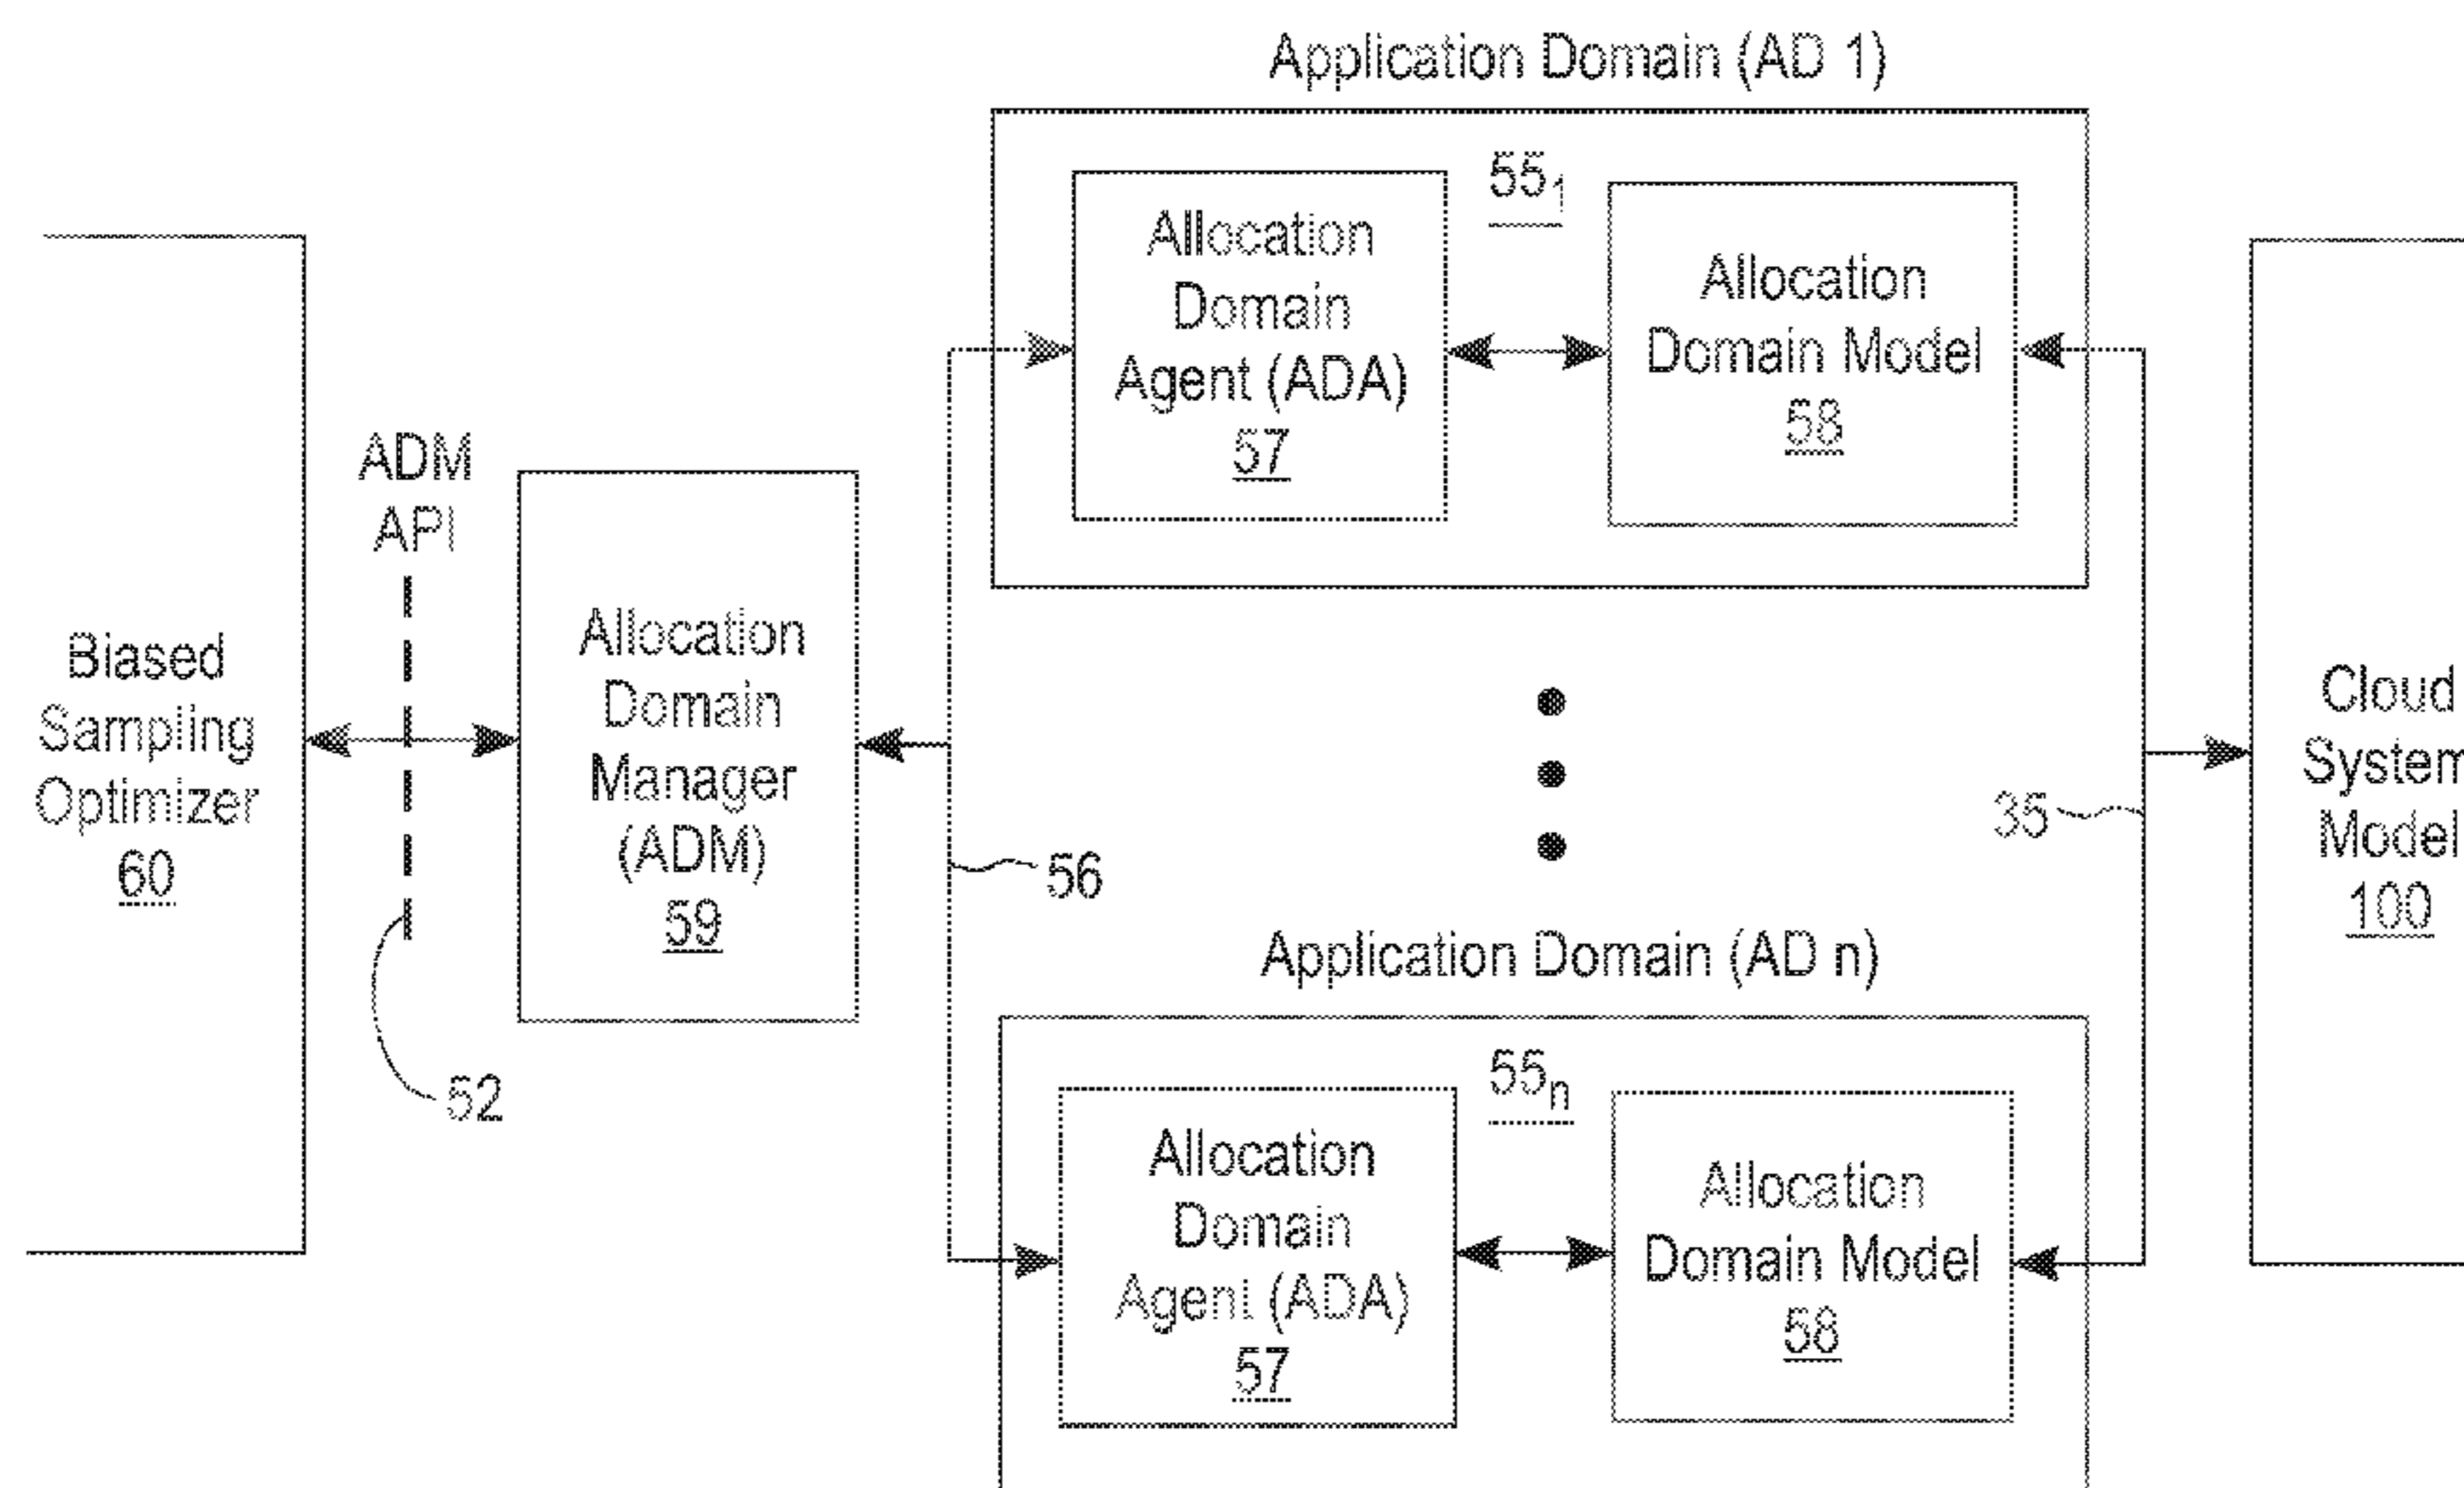 Application Domain (AD 1)
55₁
Allocation
Domain
Agent (ADA)
57
Allocation
Domain Model
58
ADM
API
Biased
Sampling
Optimizer
60
Allocation
Domain
Manager
(ADM)
59
56
52
35
Cloud
System
Model
100
Application Domain (AD n)
55ₙ
Allocation
Domain
Agent (ADA)
57
Allocation
Domain Model
58